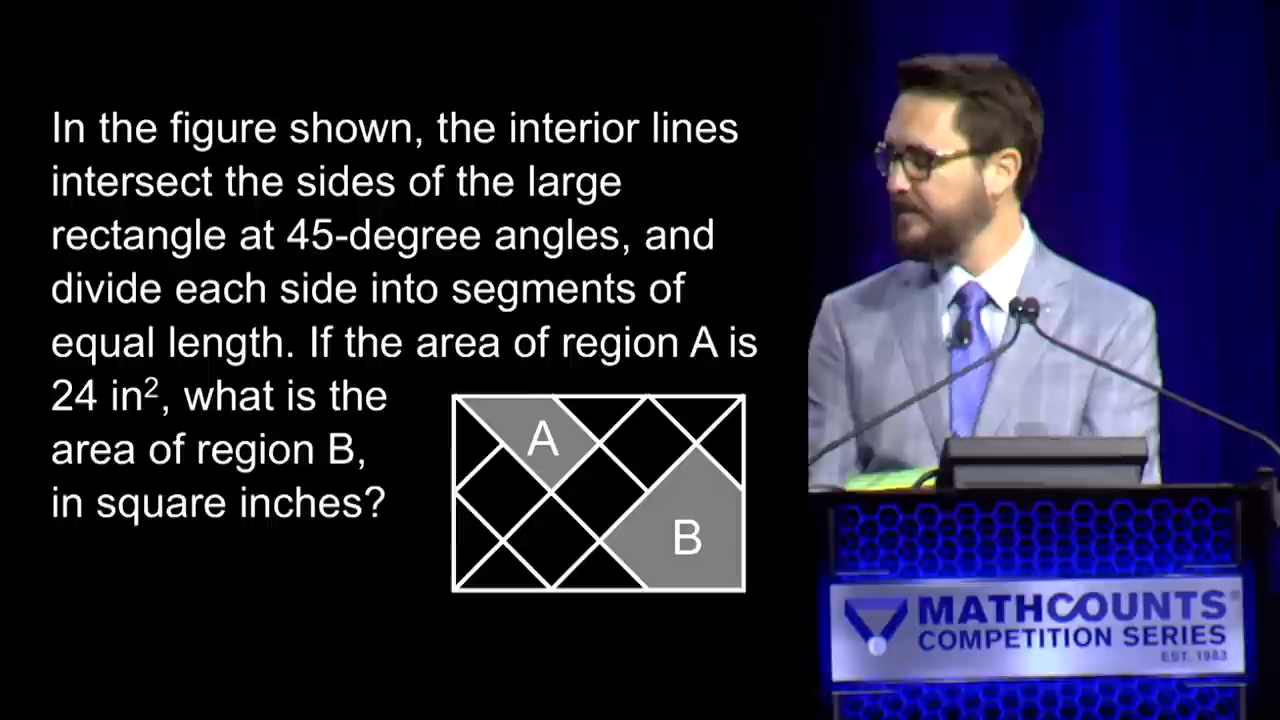 In the figure shown, the interior lines
intersect the sides of the large
rectangle at 45-degree angles, and
divide each side into segments of
equal length. If the area of region A is
24 in², what is the
area of region B,
in square inches?
A
B
MATHCOUNTS®
COMPETITION SERIES
EST. 1983